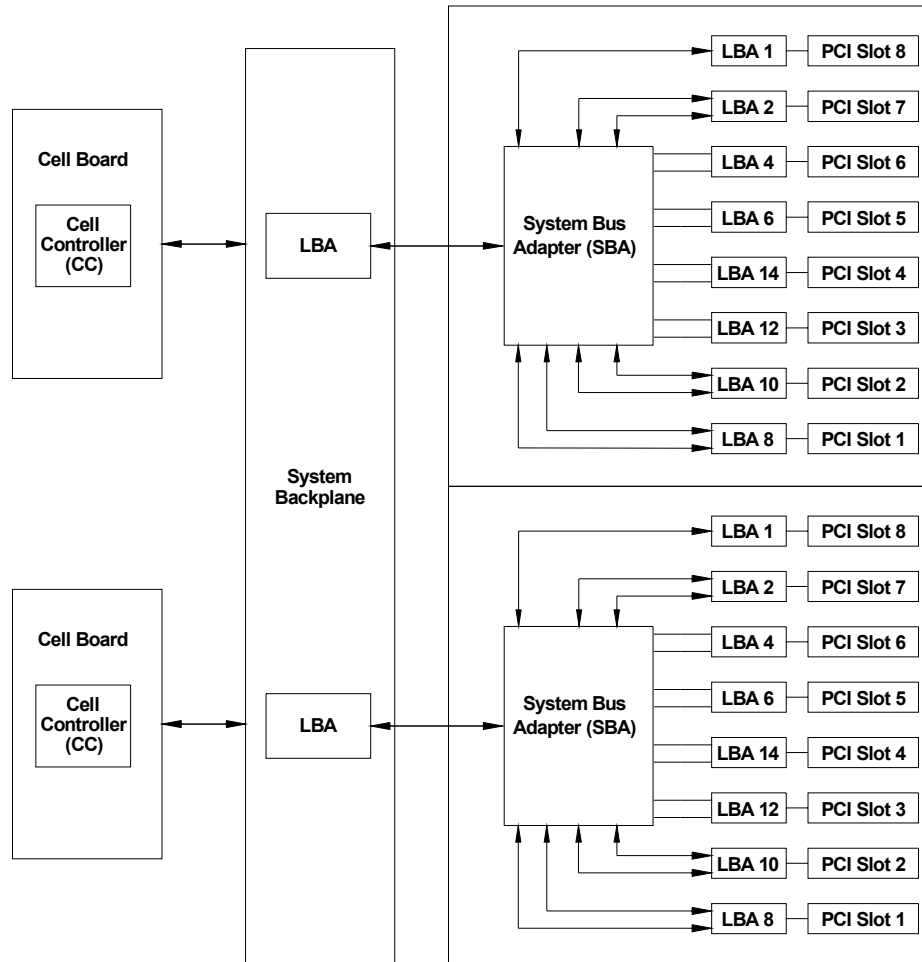 LBA 1
PCI Slot 8
LBA 2
PCI Slot 7
Cell Board
LBA 4
PCI Slot 6
Cell
Controller
(CC)
LBA
System Bus
Adapter (SBA)
LBA 6
PCI Slot 5
LBA 14
PCI Slot 4
LBA 12
PCI Slot 3
LBA 10
PCI Slot 2
LBA 8
PCI Slot 1
System
Backplane
LBA 1
PCI Slot 8
LBA 2
PCI Slot 7
Cell Board
LBA 4
PCI Slot 6
Cell
Controller
(CC)
LBA
System Bus
Adapter (SBA)
LBA 6
PCI Slot 5
LBA 14
PCI Slot 4
LBA 12
PCI Slot 3
LBA 10
PCI Slot 2
LBA 8
PCI Slot 1